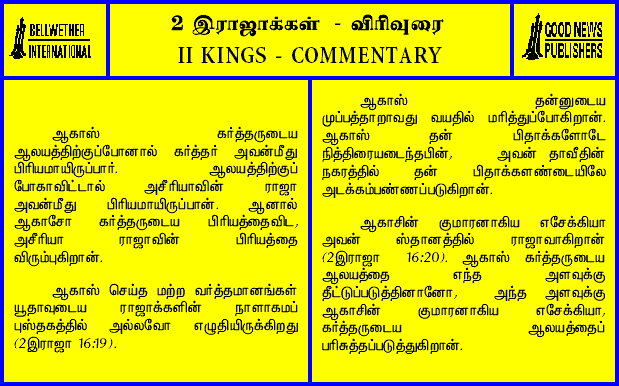 BELLWETHER
INTERNATIONAL
2 இராஜாக்கள் - விரிவுரை
II KINGS - COMMENTARY
GOOD NEWS
PUBLISHERS
ஆகாஸ் கர்த்தருடைய
ஆலயத்திற்குப்போனால் கர்த்தர் அவன்மீது
பிரியமாயிருப்பார். ஆலயத்திற்குப்
போகாவிட்டால் அசீரியாவின் ராஜா
அவன்மீது பிரியமாயிருப்பான். ஆனால்
ஆகாசோ கர்த்தருடைய பிரியத்தைவிட,
அசீரியா ராஜாவின் பிரியத்தை
விரும்புகிறான்.
ஆகாஸ் செய்த மற்ற வர்த்தமானங்கள்
யூதாவுடைய ராஜாக்களின் நாளாகமப்
புஸ்தகத்தில் அல்லவோ எழுதியிருக்கிறது
(2இராஜா 16:19).
ஆகாஸ் தன்னுடைய
முப்பத்தாறாவது வயதில் மரித்துப்போகிறான்.
ஆகாஸ் தன் பிதாக்களோடே
நித்திரையடைந்தபின், அவன் தாவீதின்
நகரத்தில் தன் பிதாக்களண்டையிலே
அடக்கம்பண்ணப்படுகிறான்.
ஆகாசின் குமாரனாகிய எசேக்கியா
அவன் ஸ்தானத்தில் ராஜாவாகிறான்
(2இராஜா 16:20). ஆகாஸ் கர்த்தருடைய
ஆலயத்தை எந்த அளவுக்கு
தீட்டுப்படுத்தினானோ, அந்த அளவுக்கு
ஆகாசின் குமாரனாகிய எசேக்கியா,
கர்த்தருடைய ஆலயத்தைப்
பரிசுத்தப்படுத்துகிறான்.